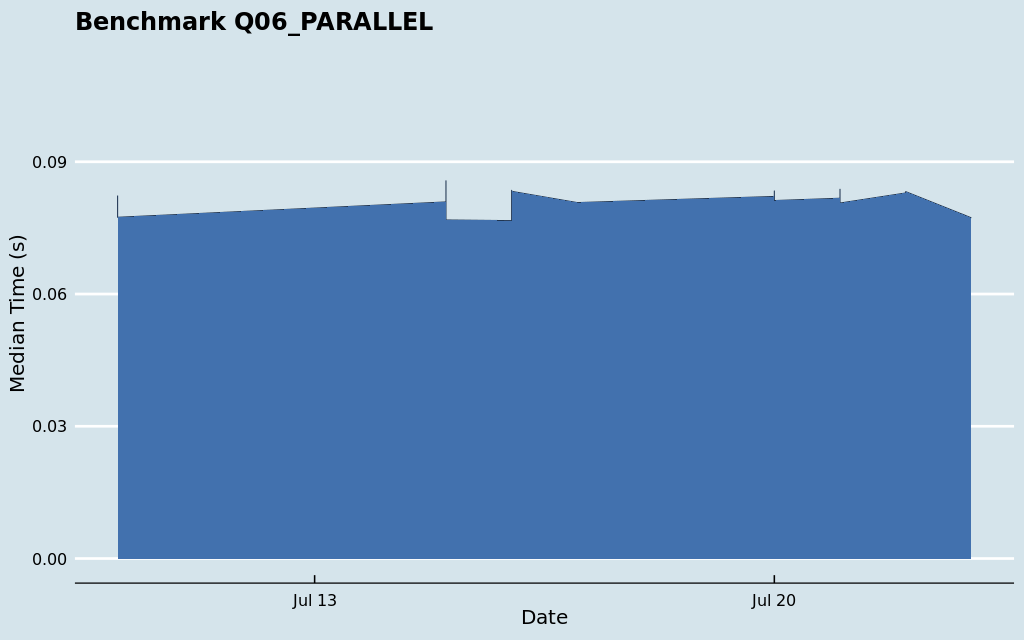 Benchmark Q06_PARALLEL
Median Time (s)
0.09
0.06
0.03
0.00
Jul 13
Jul 20
Date